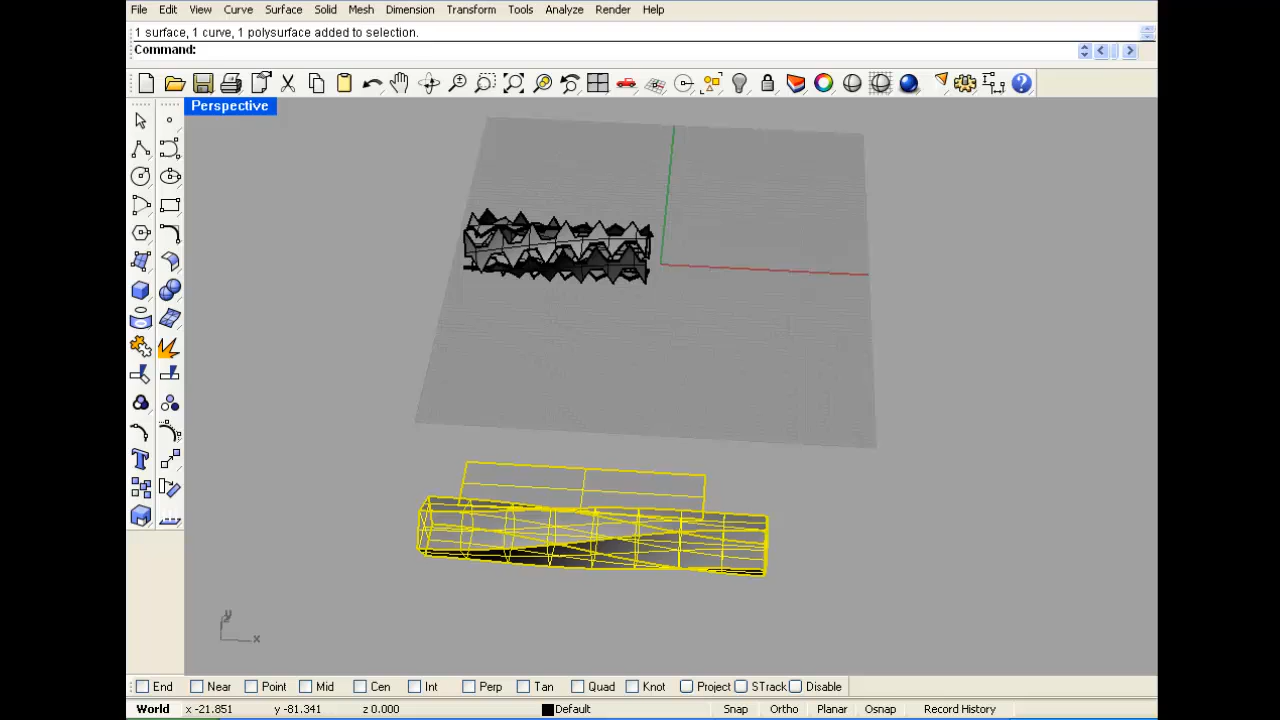 File Edit View Curve Surface Solid Mesh Dimension Transform Tools Analyze Render Help
1 surface, 1 curve, 1 polysurface added to selection.
Command:
Perspective
y
x
End Near Point Mid Cen Int Perp Tan Quad Knot Project STrack Disable
World x -21.851 y -81.341 z 0.000 Default Snap Ortho Planar Osnap Record History